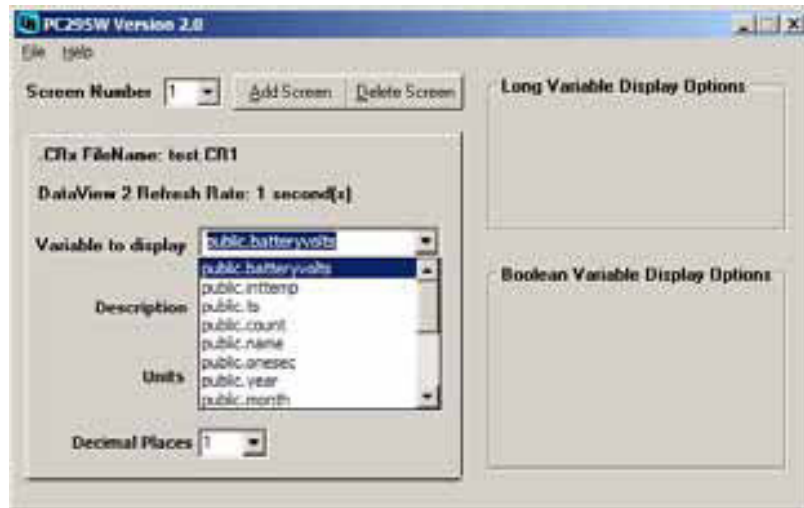 PC295W Version 2.0
File Help
Screen Number 1 Add Screen Delete Screen
.CRx FileName: test.CR1
DataView 2 Refresh Rate: 1 second(s)
Variable to display public.batteryvolts
public.batteryvolts
public.inttemp
public.ts
public.count
public.name
public.onesec
public.year
public.month
Description
Units
Decimal Places 1
Long Variable Display Options
Boolean Variable Display Options